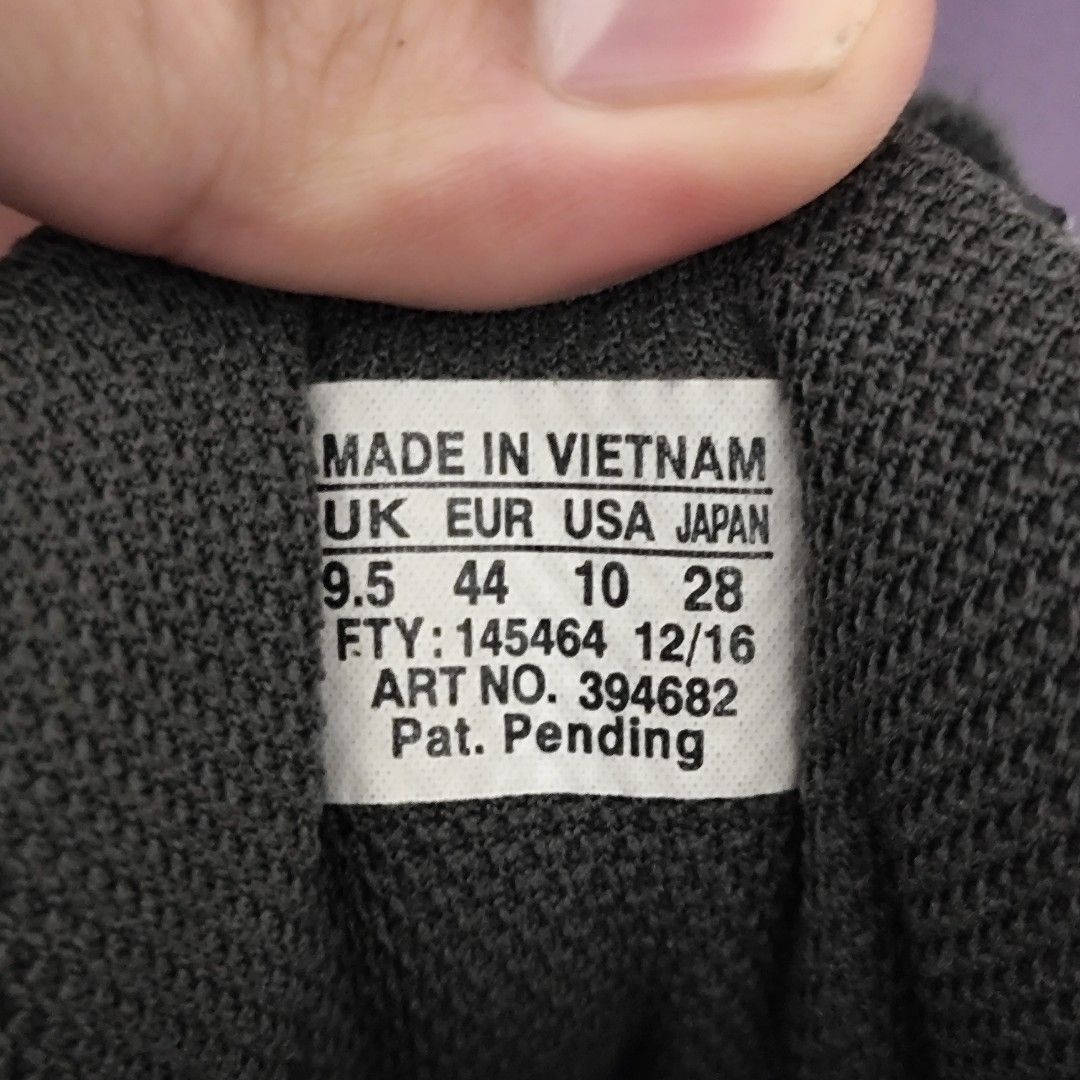 MADE IN VIETNAM
UK EUR USA JAPAN
9.5 44 10 28
FTY: 145464 12/16
ART NO. 394682
Pat. Pending